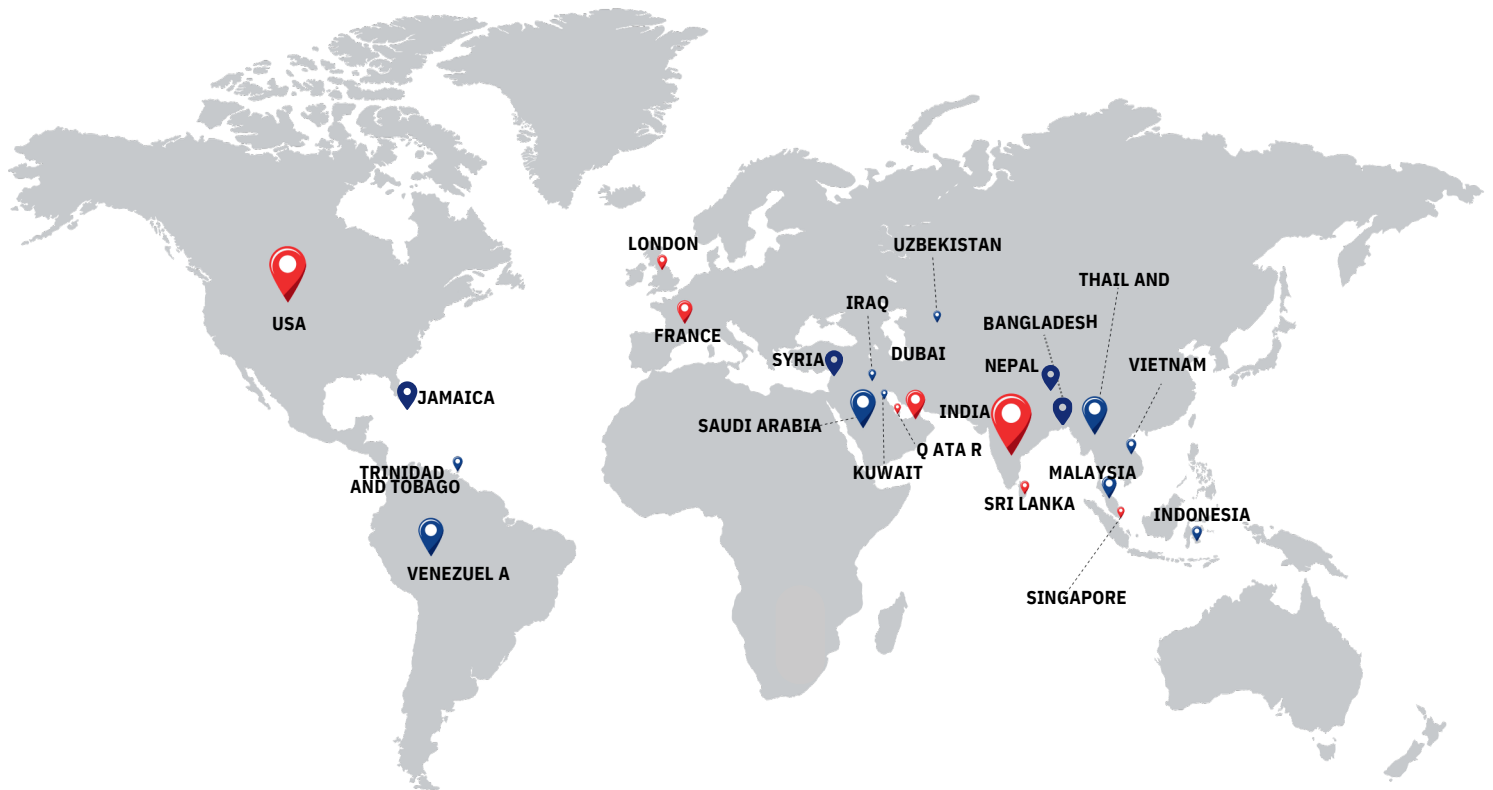 LONDON
UZBEKISTAN
THAIL AND
IRAQ
BANGLADESH
USA
FRANCE
DUBAI
SYRIA
NEPAL
VIETNAM
JAMAICA
INDIA
SAUDI ARABIA
Q ATA R
TRINIDAD
AND TOBAGO
KUWAIT
MALAYSIA
SRI LANKA
INDONESIA
VENEZUEL A
SINGAPORE